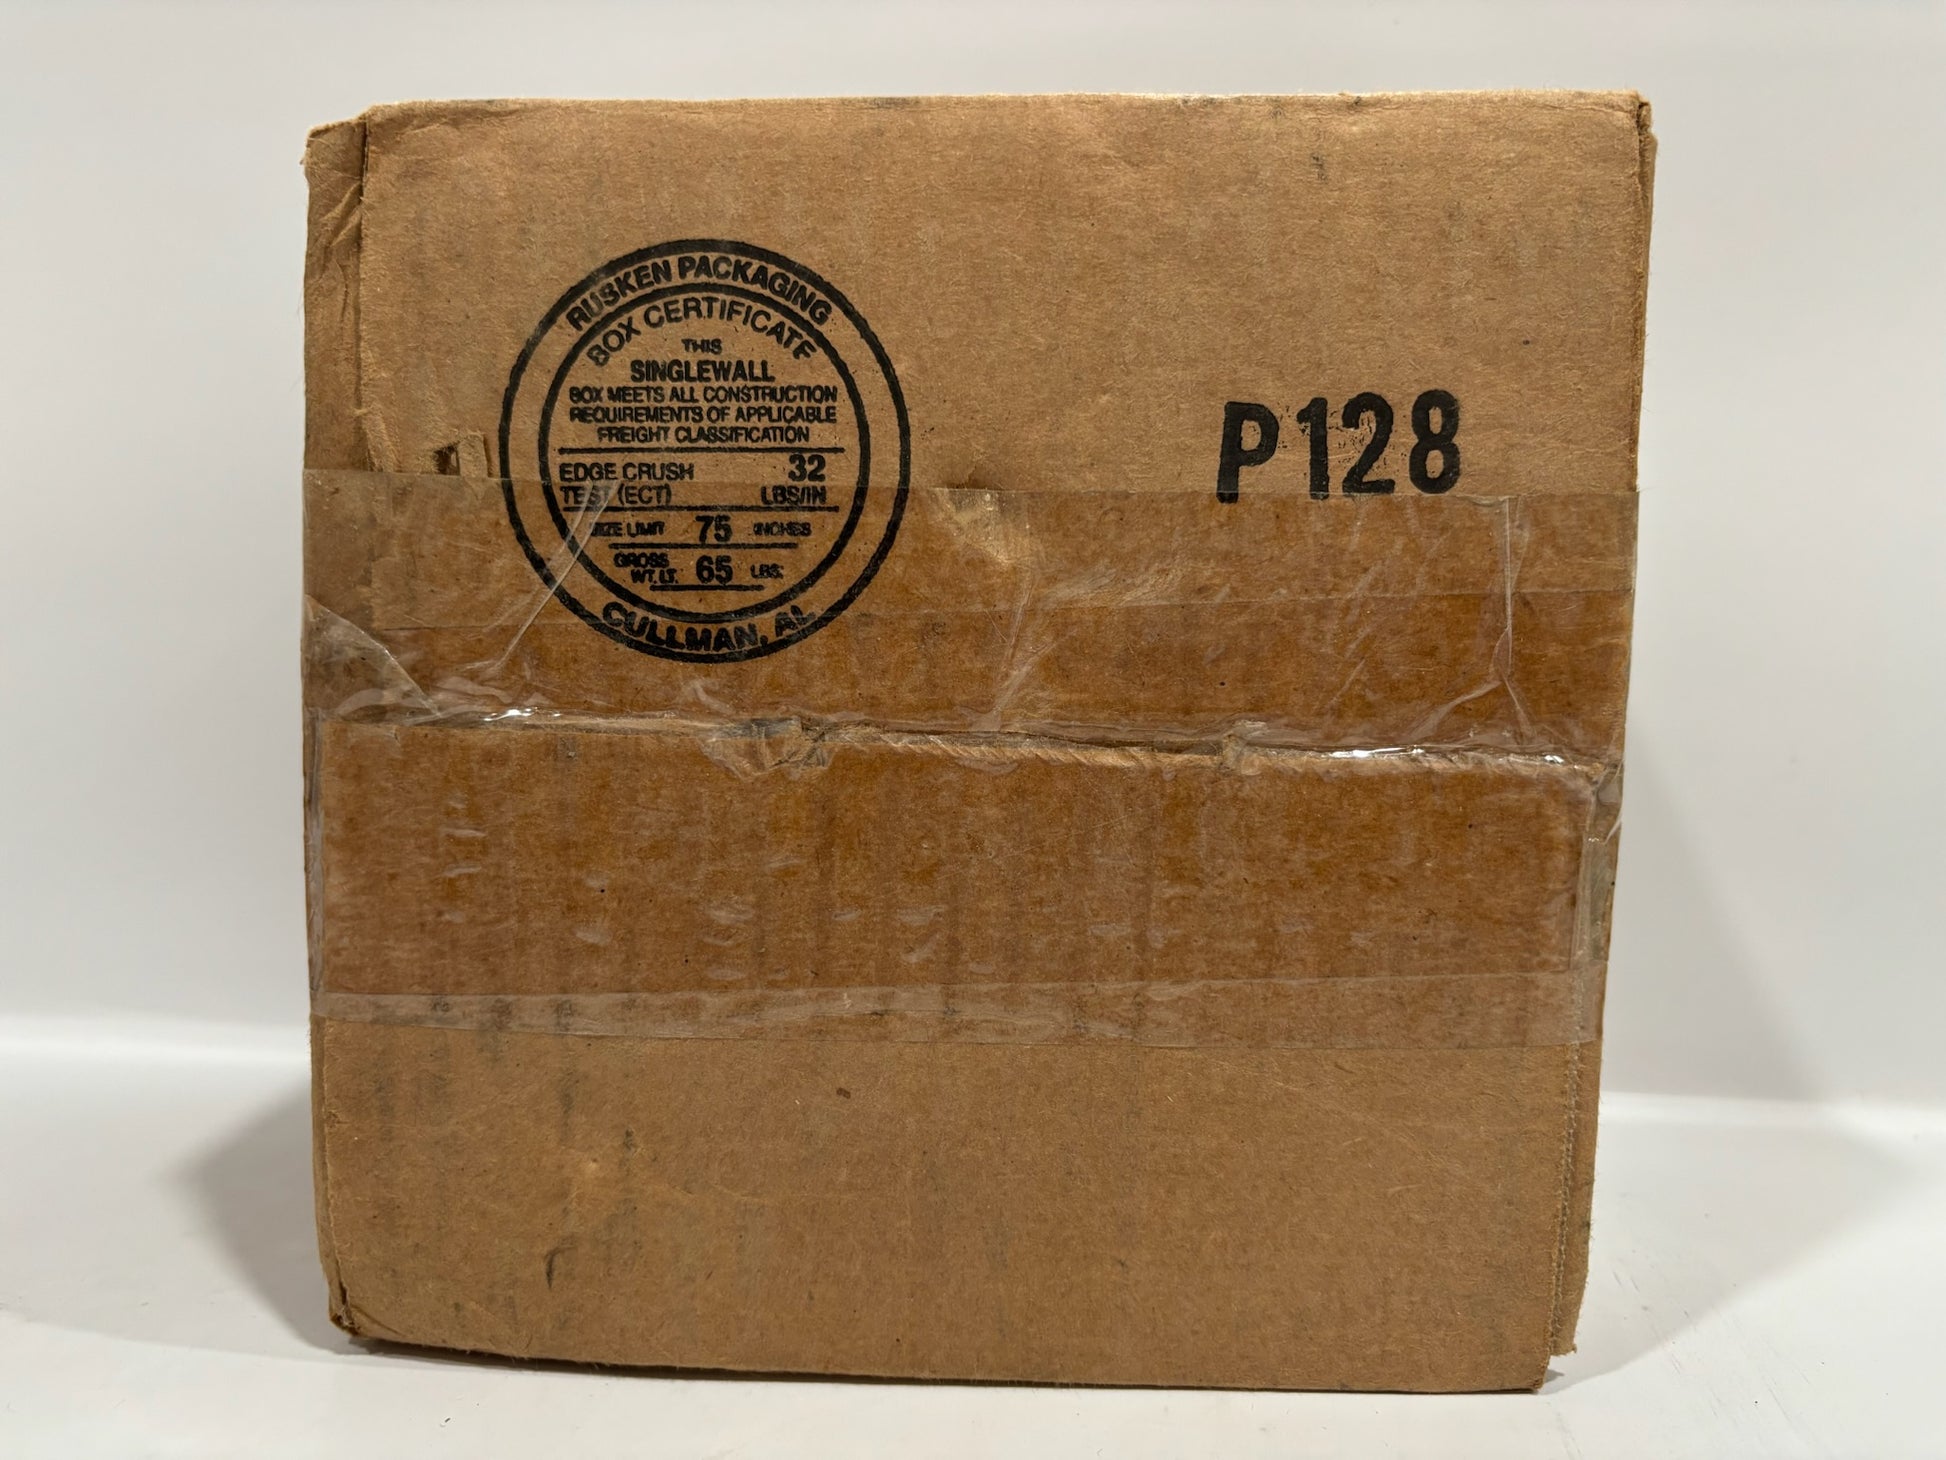 RUSKEN PACKAGING
BOX CERTIFICATE
THIS
SINGLEWALL
BOX MEETS ALL CONSTRUCTION
REQUIREMENTS OF APPLICABLE
FREIGHT CLASSIFICATION
EDGE CRUSH 32
TEST (ECT) LBS/IN
SIZE LIMIT 75 INCHES
GROSS
WT. LT. 65 LBS.
CULLMAN, AL
P128